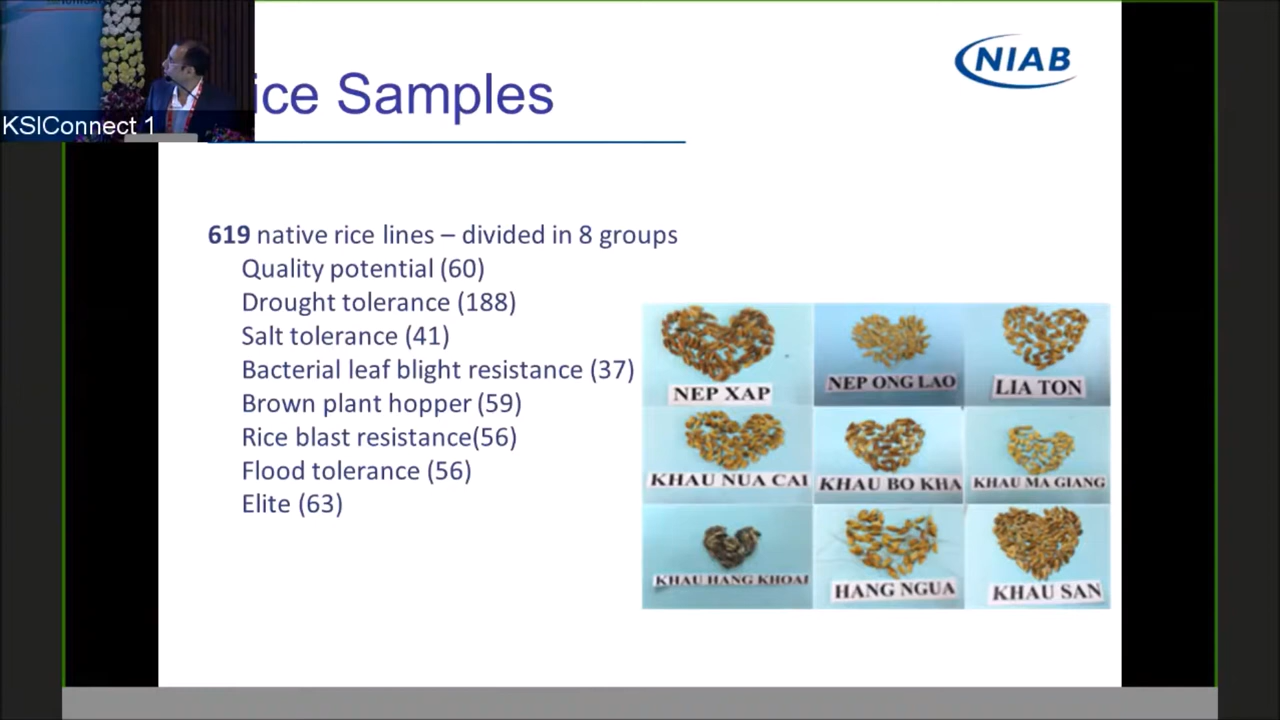 NIAB
ice Samples
KSIConnect 1
619 native rice lines – divided in 8 groups
Quality potential (60)
Drought tolerance (188)
Salt tolerance (41)
Bacterial leaf blight resistance (37)
Brown plant hopper (59)
Rice blast resistance(56)
Flood tolerance (56)
Elite (63)
NEP XAP
NEP ONG LAO
LIA TON
KHAU NUA CAI
KHAU BO KHA
KHAU MA GIANG
KHAU HANG KHOAI
HANG NGUA
KHAU SAN